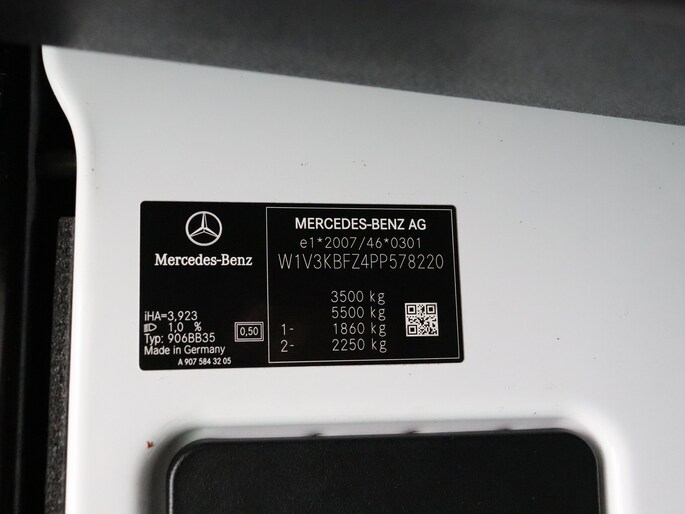 Mercedes-Benz
iHA=3,923
1,0 %
Typ: 906BB35
Made in Germany
0,50
A 907 584 32 05
MERCEDES-BENZ AG
e1*2007/46*0301
W1V3KBFZ4PP578220
3500 kg
5500 kg
1- 1860 kg
2- 2250 kg